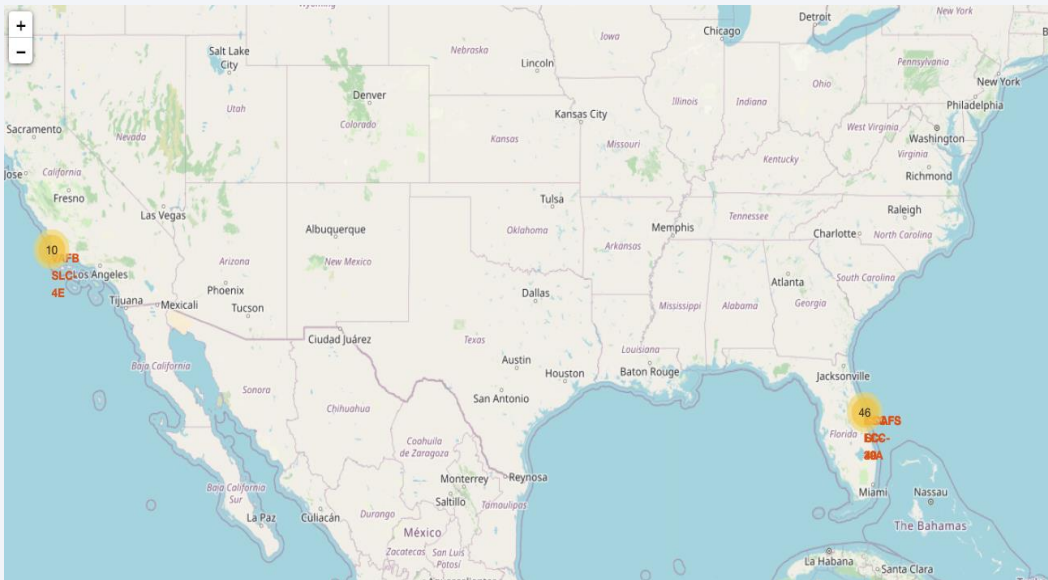 +
−
Wyoming
New York
Detroit
Chicago
Iowa
Salt Lake
City
Nebraska
Lincoln
Pennsylvania
New York
Utah
Denver
Illinois
Indiana
Ohio
Philadelphia
Kansas City
Sacramento
Nevada
Colorado
Kansas
Missouri
West Virginia
Washington
Jose
California
Kentucky
Virginia
Richmond
Fresno
Las Vegas
Tulsa
Raleigh
Albuquerque
Oklahoma
Tennessee
Memphis
Charlotte
North Carolina
10
AFB
SLC-
4E
Los Angeles
Arizona
New Mexico
Arkansas
South Carolina
Phoenix
Atlanta
Tijuana
Mexicali
Tucson
Dallas
Mississippi
Alabama
Georgia
Ciudad Juárez
Texas
Louisiana
Baja California
Austin
Houston
Baton Rouge
Jacksonville
Sonora
San Antonio
Chihuahua
46
AFS
Florida
Coahuila
de Zaragoza
Baja California
Sur
Monterrey
Reynosa
Miami
Nassau
Saltillo
Tamaulipas
La Paz
Culiacán
Durango
México
The Bahamas
Zacatecas
San Luis
Potosí
La Habana
Santa Clara
Aguascalientes